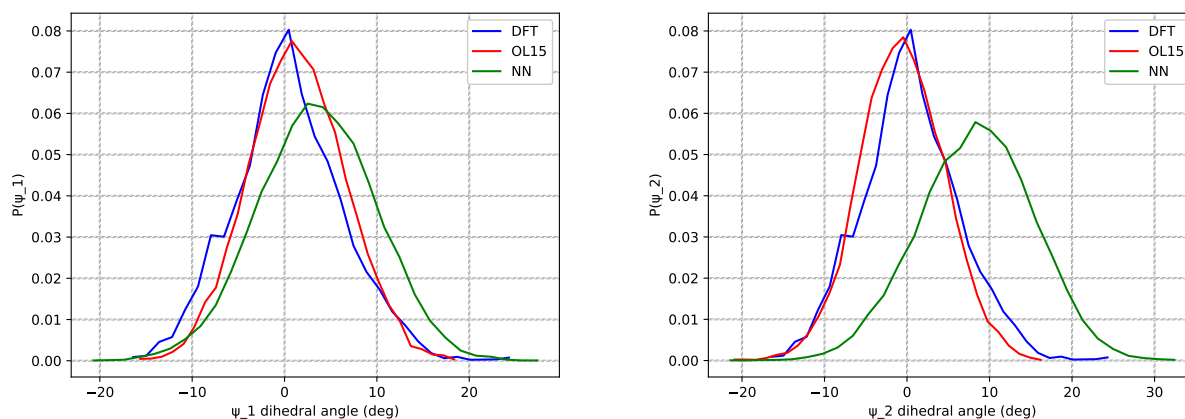 DFT
OL15
NN
P(ψ_1)
0.08
0.07
0.06
0.05
0.04
0.03
0.02
0.01
0.00
−20 −10 0 10 20
ψ_1 dihedral angle (deg)
DFT
OL15
NN
P(ψ_2)
0.08
0.07
0.06
0.05
0.04
0.03
0.02
0.01
0.00
−20 −10 0 10 20 30
ψ_2 dihedral angle (deg)